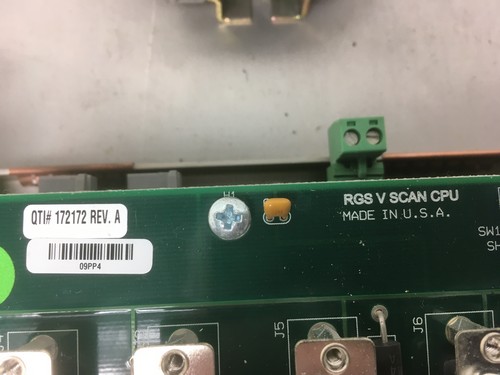 QTI# 172172 REV. A
09PP4
H1
RGS V SCAN CPU
MADE IN U.S.A.
SW1
SH
J5
J6